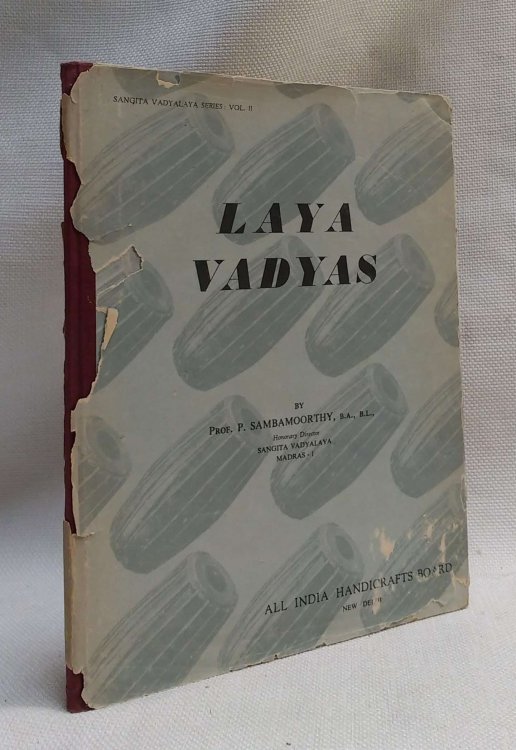 SANGITA VADYALAYA SERIES: VOL. II
LAYA
VADYAS
BY
PROF. P. SAMBAMOORTHY, B.A., B.L.,
Honorary Director
SANGITA VADYALAYA
MADRAS - 1
ALL INDIA HANDICRAFTS BOARD
NEW DELHI